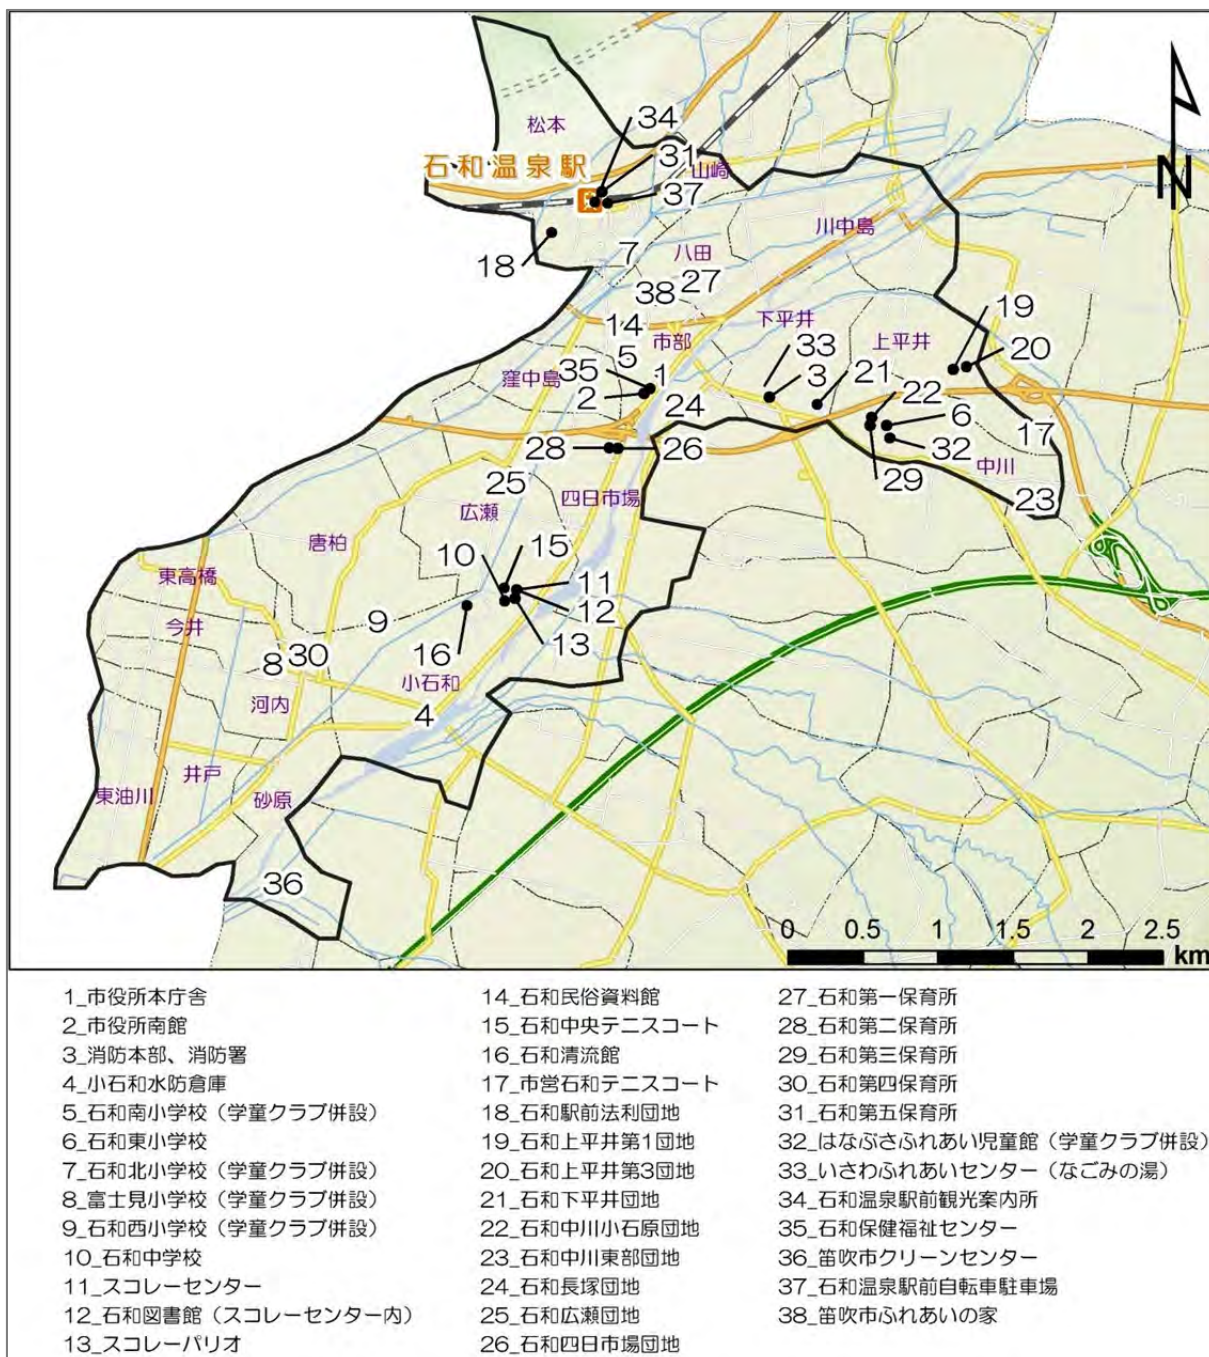 松本
34
石和温泉駅
31
山崎
37
N
川中島
18
7
八田
27
38
14
下平井
19
市部
33
上平井
20
5
35
窪中島
1
3
21
22
2
24
6
17
28
26
32
中川
25
29
四日市場
23
広瀬
唐柏
10
15
東高橋
11
12
今井
9
13
8
30
16
小石和
河内
4
井戸
東油川
砂原
36
0 0.5 1 1.5 2 2.5
km
1_市役所本庁舎
2_市役所南館
3_消防本部、消防署
4_小石和水防倉庫
5_石和南小学校（学童クラブ併設）
6_石和東小学校
7_石和北小学校（学童クラブ併設）
8_富士見小学校（学童クラブ併設）
9_石和西小学校（学童クラブ併設）
10_石和中学校
11_スコレーセンター
12_石和図書館（スコレーセンター内）
13_スコレーパリオ
14_石和民俗資料館
15_石和中央テニスコート
16_石和清流館
17_市営石和テニスコート
18_石和駅前法利団地
19_石和上平井第1団地
20_石和上平井第3団地
21_石和下平井団地
22_石和中川小石原団地
23_石和中川東部団地
24_石和長塚団地
25_石和広瀬団地
26_石和四日市場団地
27_石和第一保育所
28_石和第二保育所
29_石和第三保育所
30_石和第四保育所
31_石和第五保育所
32_はなぶさふれあい児童館（学童クラブ併設）
33_いさわふれあいセンター（なごみの湯）
34_石和温泉駅前観光案内所
35_石和保健福祉センター
36_笛吹市クリーンセンター
37_石和温泉駅前自転車駐車場
38_笛吹市ふれあいの家